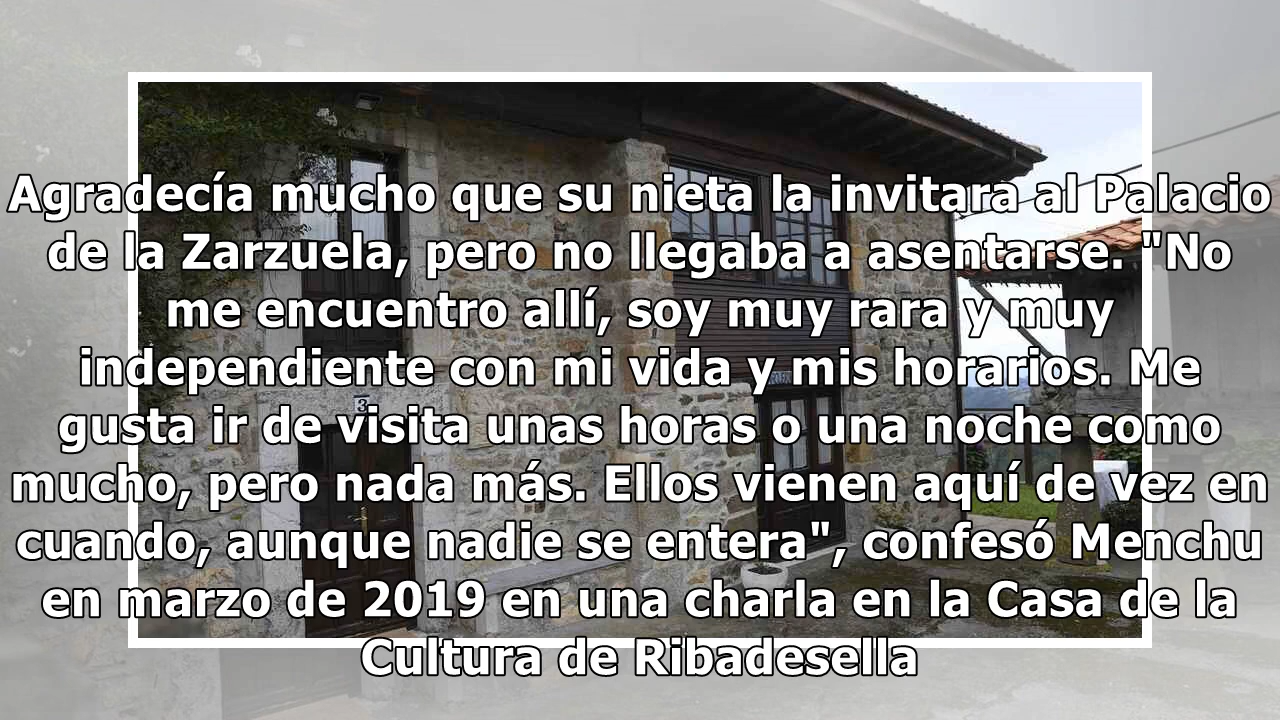 Agradecía mucho que su nieta la invitara al Palacio
de la Zarzuela, pero no llegaba a asentarse. "No
me encuentro allí, soy muy rara y muy
independiente con mi vida y mis horarios. Me
gusta ir de visita unas horas o una noche como
mucho, pero nada más. Ellos vienen aquí de vez en
cuando, aunque nadie se entera", confesó Menchu
en marzo de 2019 en una charla en la Casa de la
Cultura de Ribadesella
3